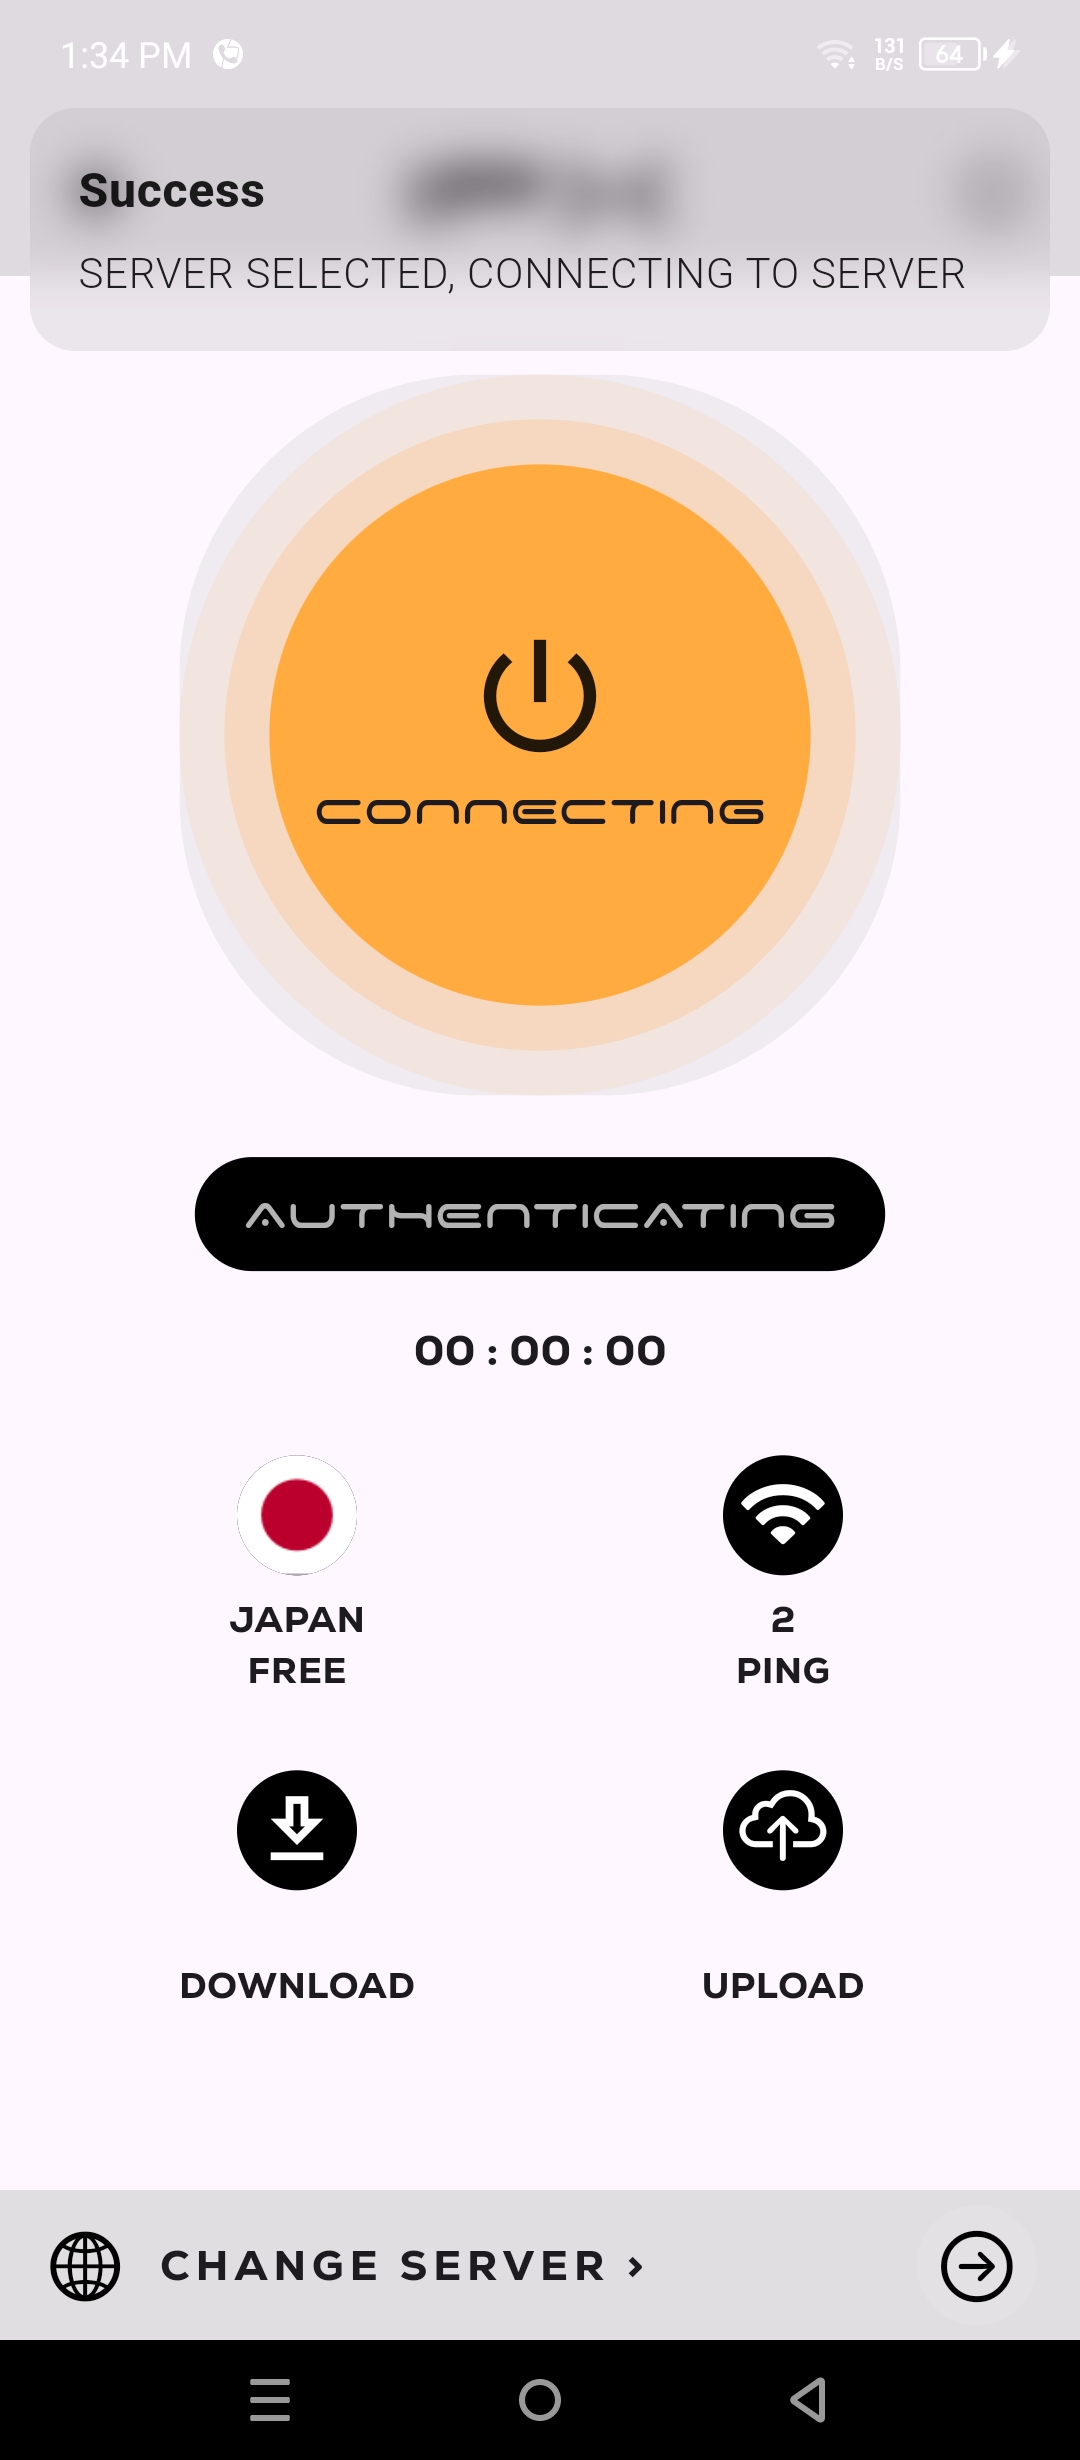 1:34 PM
131
B/S
64
Success
SERVER SELECTED, CONNECTING TO SERVER
CONNECTING
AUTHENTICATING
00 : 00 : 00
JAPAN
FREE
2
PING
DOWNLOAD
UPLOAD
CHANGE SERVER ›